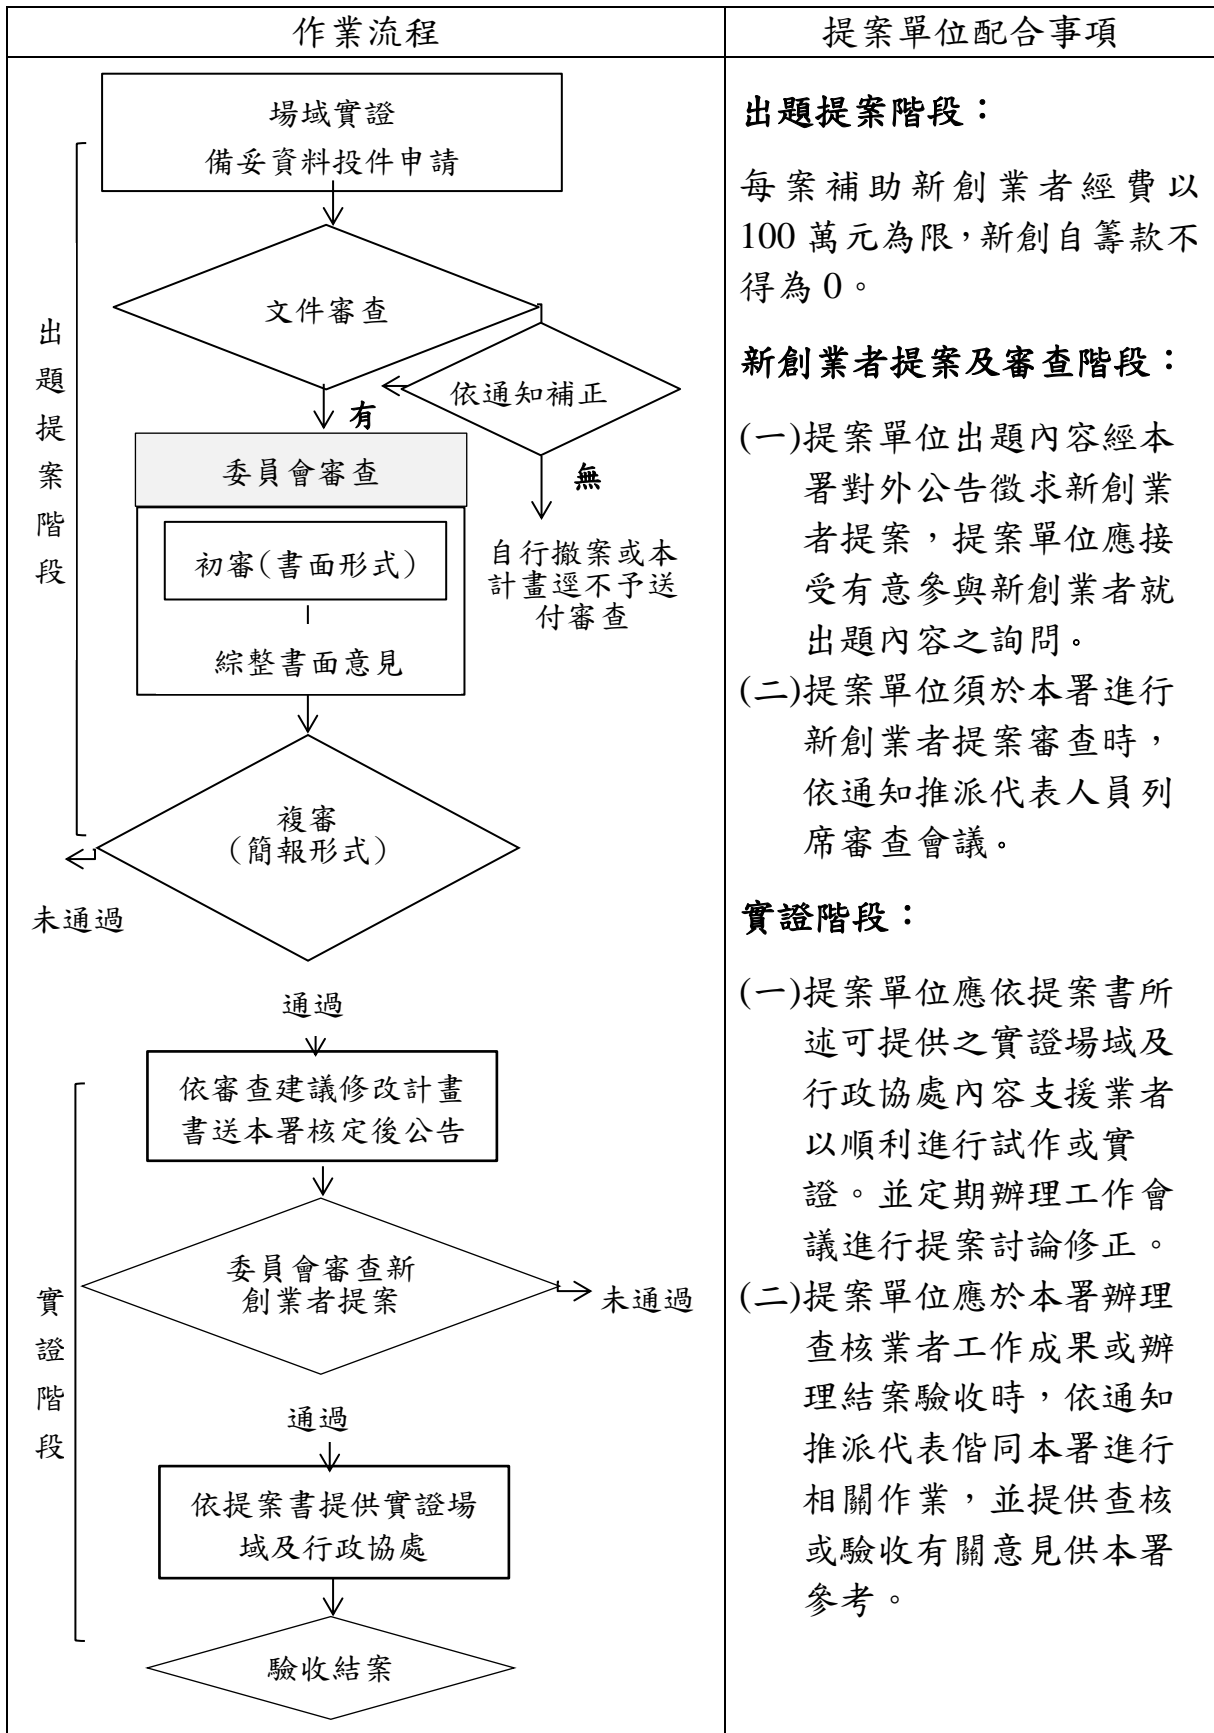 作業流程
提案單位配合事項
場域實證
備妥資料投件申請
文件審查
依通知補正
有
無
委員會審查
初審(書面形式)
綜整書面意見
自行撤案或本
計畫逕不予送
付審查
出
題
提
案
階
段
複審
(簡報形式)
未通過
通過
依審查建議修改計畫
書送本署核定後公告
委員會審查新
創業者提案
未通過
實
證
階
段
通過
依提案書提供實證場
域及行政協處
驗收結案
出題提案階段：
每案補助新創業者經費以
100 萬元為限，新創自籌款不
得為 0。
新創業者提案及審查階段：
(一)提案單位出題內容經本
署對外公告徵求新創業
者提案，提案單位應接
受有意參與新創業者就
出題內容之詢問。
(二)提案單位須於本署進行
新創業者提案審查時，
依通知推派代表人員列
席審查會議。
實證階段：
(一)提案單位應依提案書所
述可提供之實證場域及
行政協處內容支援業者
以順利進行試作或實
證。並定期辦理工作會
議進行提案討論修正。
(二)提案單位應於本署辦理
查核業者工作成果或辦
理結案驗收時，依通知
推派代表偕同本署進行
相關作業，並提供查核
或驗收有關意見供本署
參考。